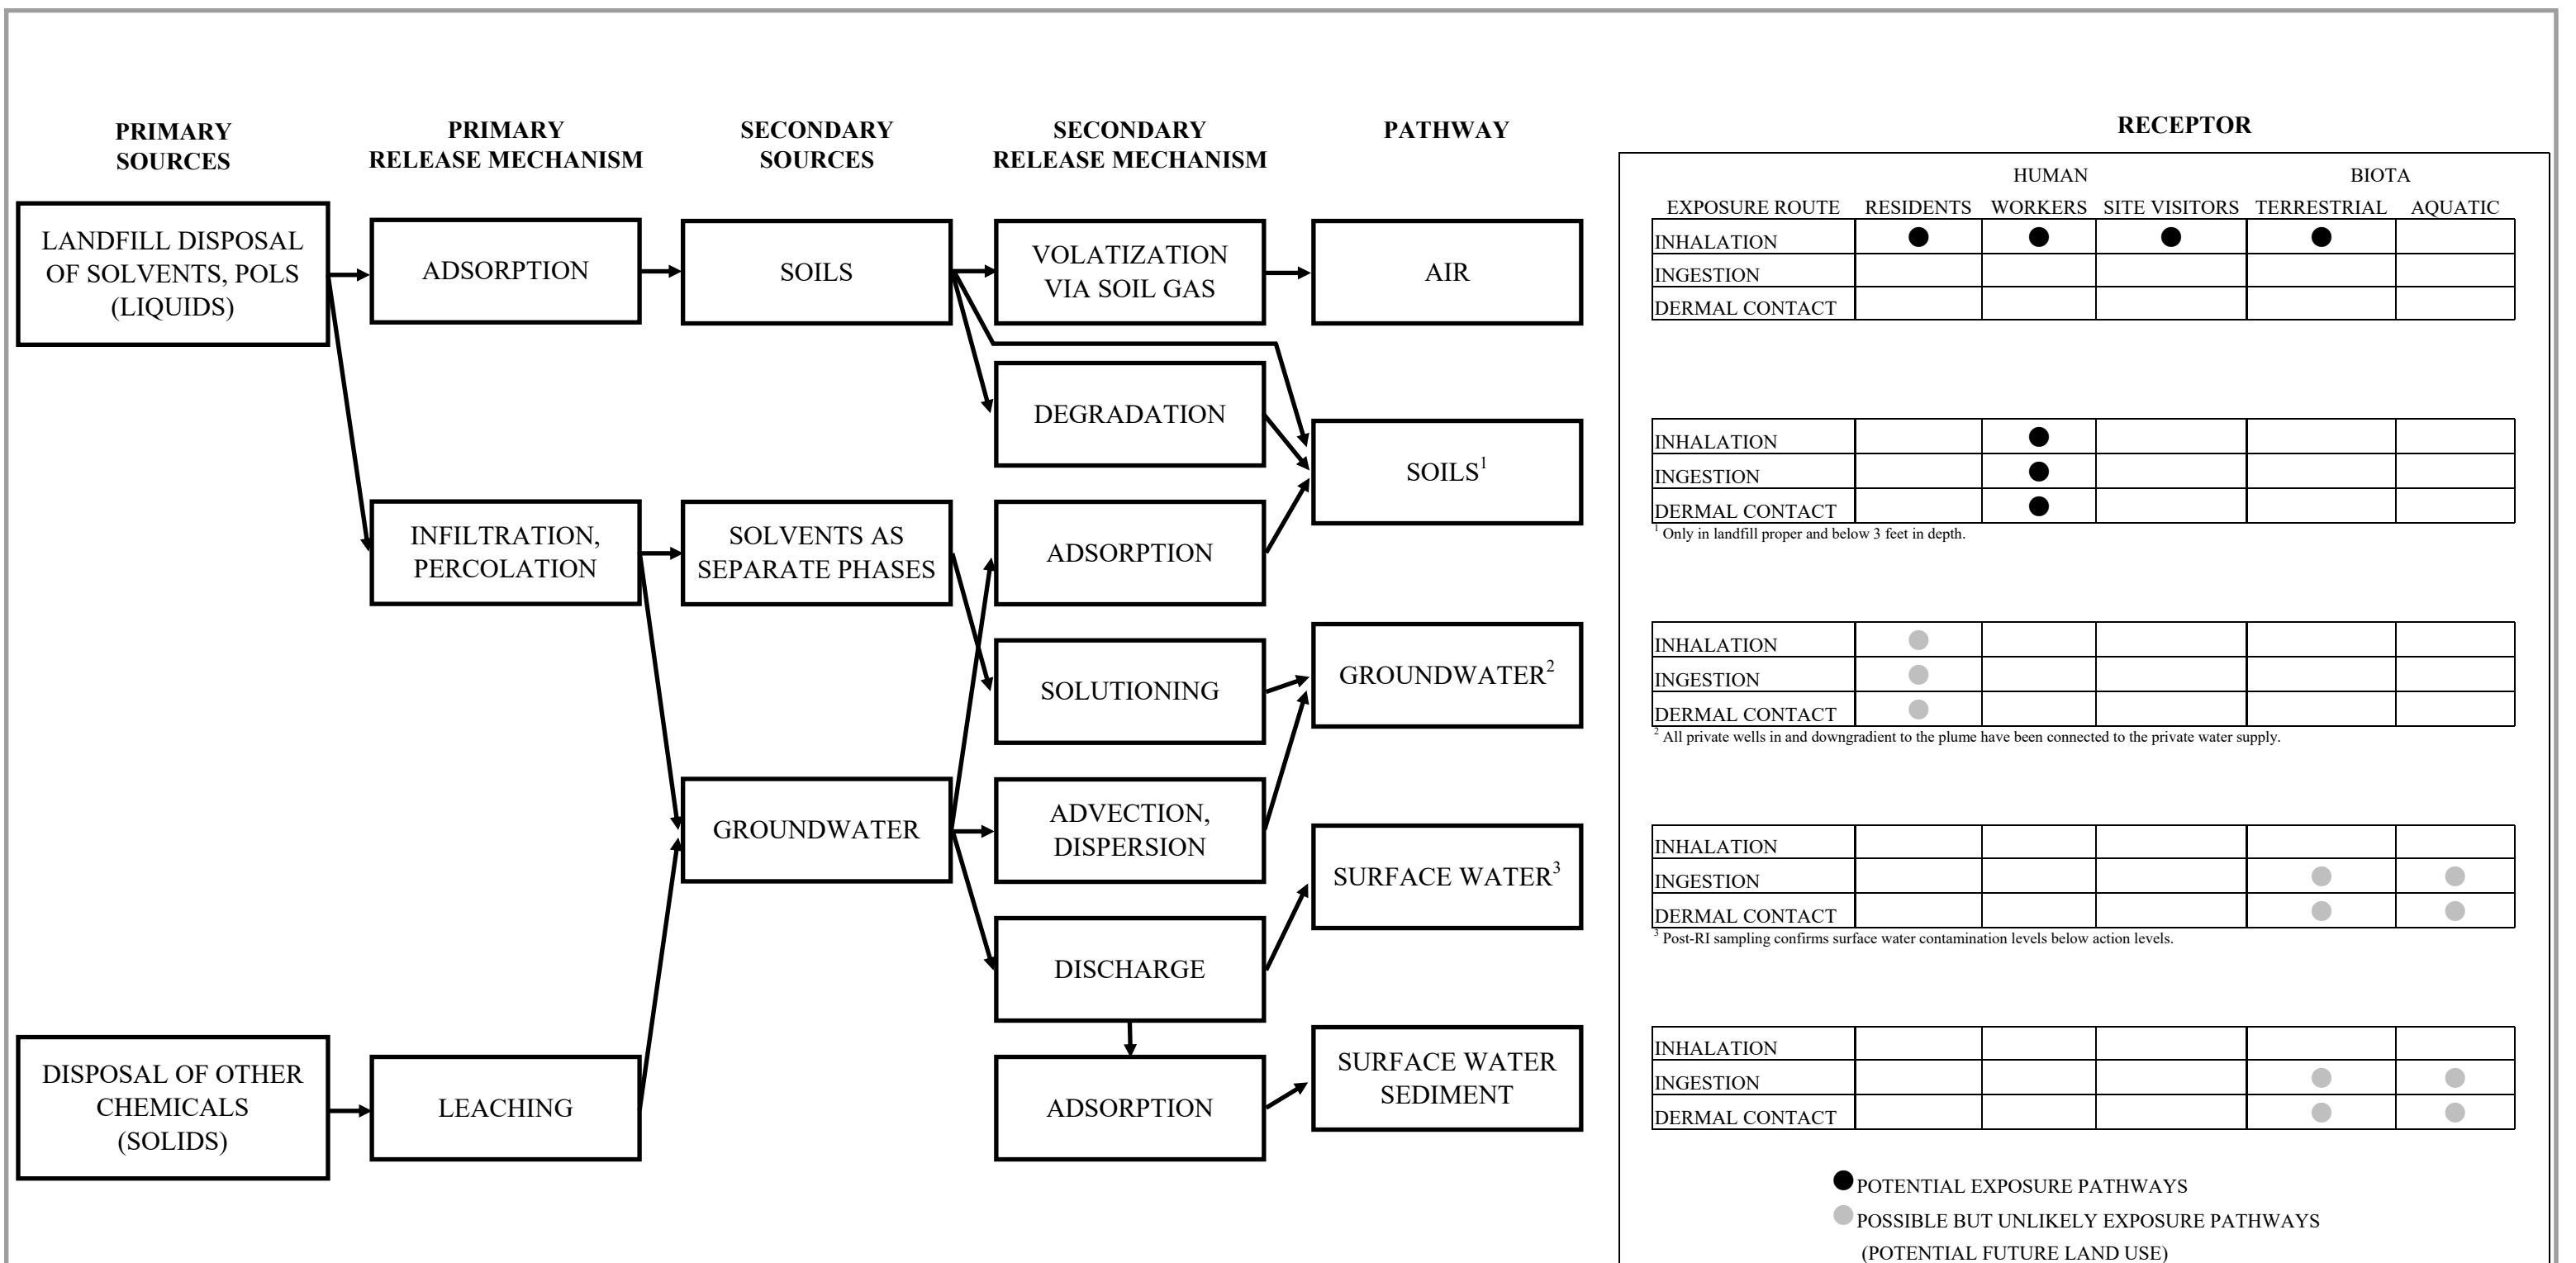 PRIMARY
SOURCES
PRIMARY
RELEASE MECHANISM
SECONDARY
SOURCES
SECONDARY
RELEASE MECHANISM
PATHWAY
RECEPTOR
LANDFILL DISPOSAL
OF SOLVENTS, POLS
(LIQUIDS)
DISPOSAL OF OTHER
CHEMICALS
(SOLIDS)
ADSORPTION
INFILTRATION,
PERCOLATION
LEACHING
SOILS
SOLVENTS AS
SEPARATE PHASES
GROUNDWATER
VOLATIZATION
VIA SOIL GAS
DEGRADATION
ADSORPTION
SOLUTIONING
ADVECTION,
DISPERSION
DISCHARGE
ADSORPTION
AIR
SOILS¹
GROUNDWATER²
SURFACE WATER³
SURFACE WATER
SEDIMENT
HUMAN BIOTA
EXPOSURE ROUTE RESIDENTS WORKERS SITE VISITORS TERRESTRIAL AQUATIC
INHALATION
INGESTION
DERMAL CONTACT
INHALATION
INGESTION
DERMAL CONTACT
¹ Only in landfill proper and below 3 feet in depth.
INHALATION
INGESTION
DERMAL CONTACT
² All private wells in and downgradient to the plume have been connected to the private water supply.
INHALATION
INGESTION
DERMAL CONTACT
³ Post-RI sampling confirms surface water contamination levels below action levels.
INHALATION
INGESTION
DERMAL CONTACT
POTENTIAL EXPOSURE PATHWAYS
POSSIBLE BUT UNLIKELY EXPOSURE PATHWAYS
(POTENTIAL FUTURE LAND USE)